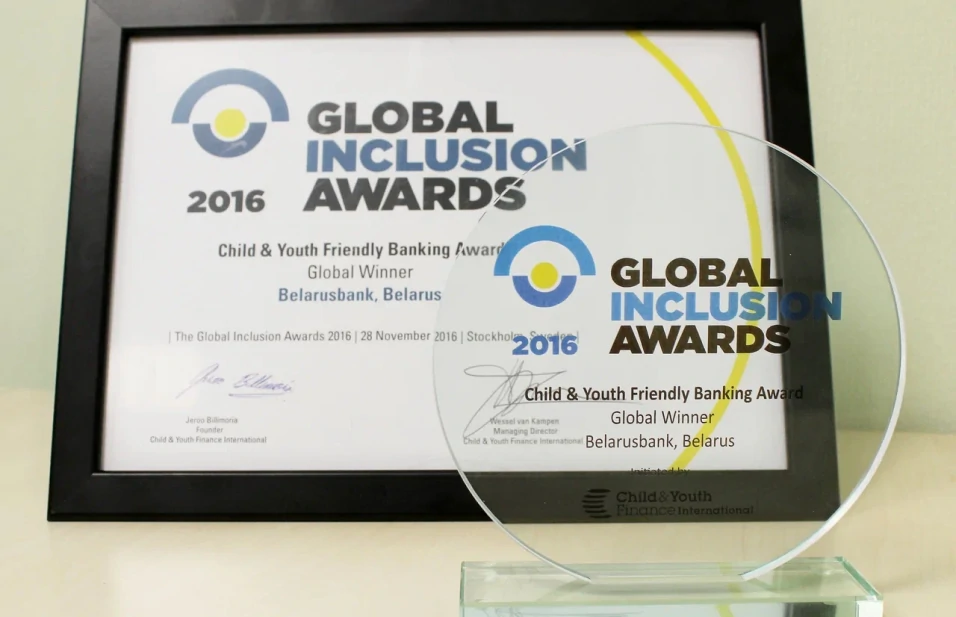 GLOBAL
INCLUSION
AWARDS
2016
Child & Youth Friendly Banking Award
Global Winner
Belarusbank, Belarus
| The Global Inclusion Awards 2016 | 28 November 2016 | Stockholm, Sweden |
Jeroo Billimoria
Founder
Child & Youth Finance International
Wessel van Kampen
Managing Director
Child & Youth Finance International
GLOBAL
INCLUSION
AWARDS
2016
Child & Youth Friendly Banking Award
Global Winner
Belarusbank, Belarus
Initiated by
Child & Youth
Finance International